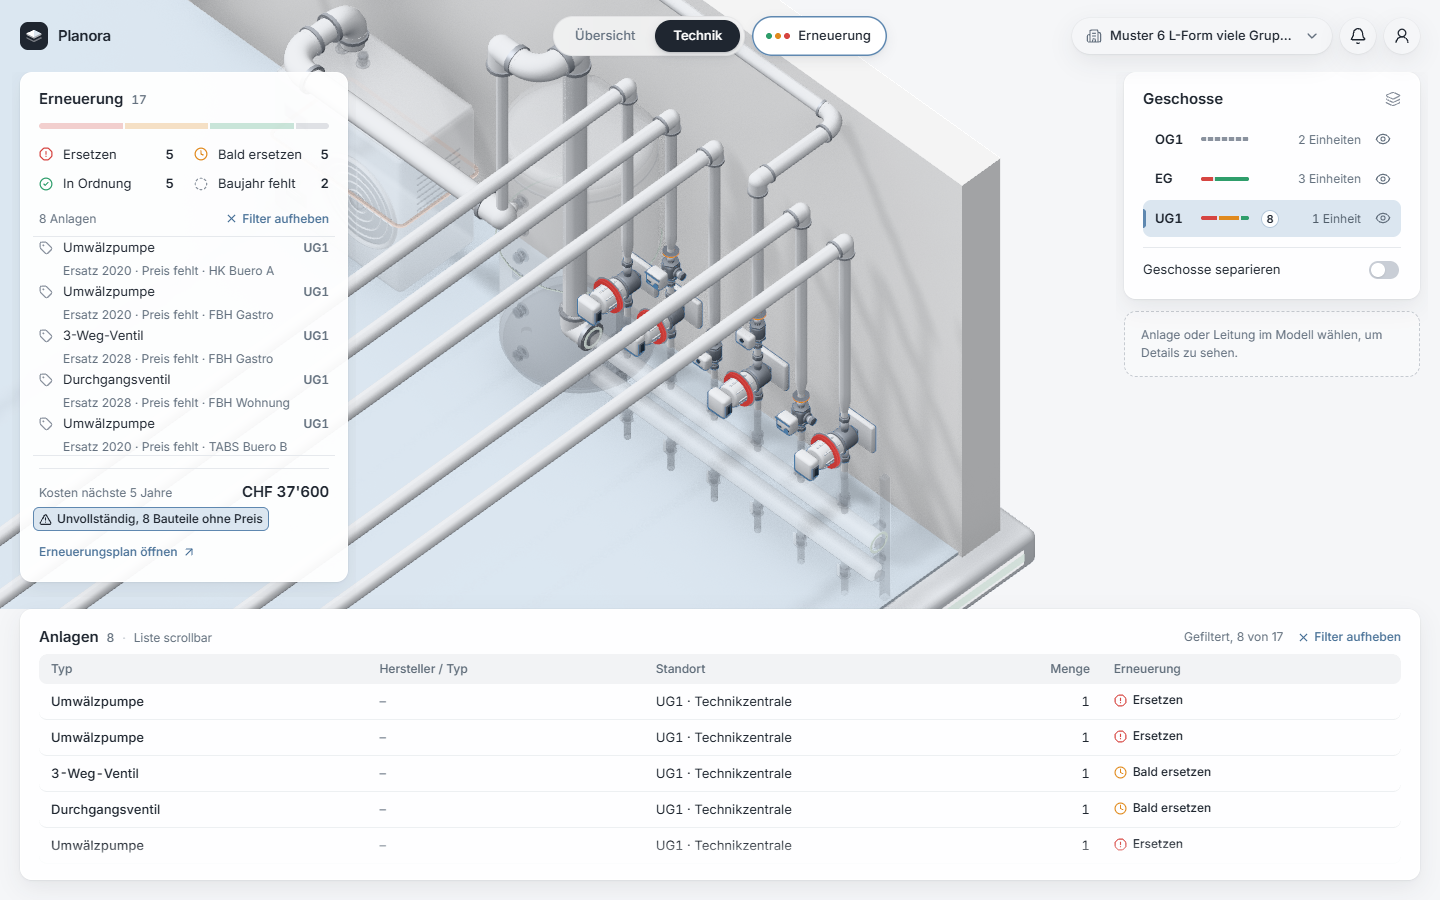 Planora
Übersicht
Technik
Erneuerung
Muster 6 L-Form viele Grup...
Erneuerung 17
Ersetzen 5
Bald ersetzen 5
In Ordnung 5
Baujahr fehlt 2
8 Anlagen
Filter aufheben
Umwälzpumpe UG1
Ersatz 2020 · Preis fehlt · HK Buero A
Umwälzpumpe UG1
Ersatz 2020 · Preis fehlt · FBH Gastro
3-Weg-Ventil UG1
Ersatz 2028 · Preis fehlt · FBH Gastro
Durchgangsventil UG1
Ersatz 2028 · Preis fehlt · FBH Wohnung
Umwälzpumpe UG1
Ersatz 2020 · Preis fehlt · TABS Buero B
Kosten nächste 5 Jahre CHF 37'600
Unvollständig, 8 Bauteile ohne Preis
Erneuerungsplan öffnen
Geschosse
OG1 2 Einheiten
EG 3 Einheiten
UG1 8 1 Einheit
Geschosse separieren
Anlage oder Leitung im Modell wählen, um
Details zu sehen.
Anlagen 8 · Liste scrollbar
Gefiltert, 8 von 17
Filter aufheben
Typ Hersteller / Typ Standort Menge Erneuerung
Umwälzpumpe – UG1 · Technikzentrale 1 Ersetzen
Umwälzpumpe – UG1 · Technikzentrale 1 Ersetzen
3-Weg-Ventil – UG1 · Technikzentrale 1 Bald ersetzen
Durchgangsventil – UG1 · Technikzentrale 1 Bald ersetzen
Umwälzpumpe – UG1 · Technikzentrale 1 Ersetzen